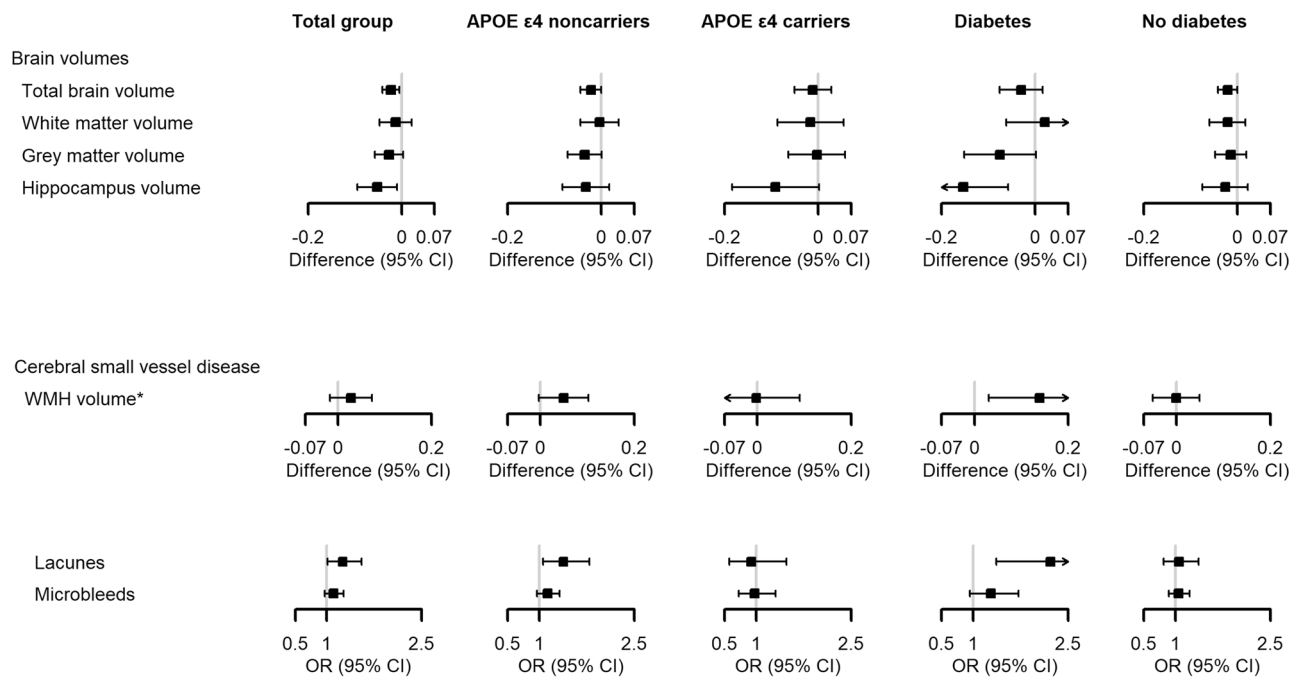 Total group APOE ε4 noncarriers APOE ε4 carriers Diabetes No diabetes
Brain volumes
Total brain volume
White matter volume
Grey matter volume
Hippocampus volume
-0.2 0 0.07 -0.2 0 0.07 -0.2 0 0.07 -0.2 0 0.07 -0.2 0 0.07
Difference (95% CI) Difference (95% CI) Difference (95% CI) Difference (95% CI) Difference (95% CI)
Cerebral small vessel disease
WMH volume*
-0.07 0 0.2 -0.07 0 0.2 -0.07 0 0.2 -0.07 0 0.2 -0.07 0 0.2
Difference (95% CI) Difference (95% CI) Difference (95% CI) Difference (95% CI) Difference (95% CI)
Lacunes
Microbleeds
0.5 1 2.5 0.5 1 2.5 0.5 1 2.5 0.5 1 2.5 0.5 1 2.5
OR (95% CI) OR (95% CI) OR (95% CI) OR (95% CI) OR (95% CI)